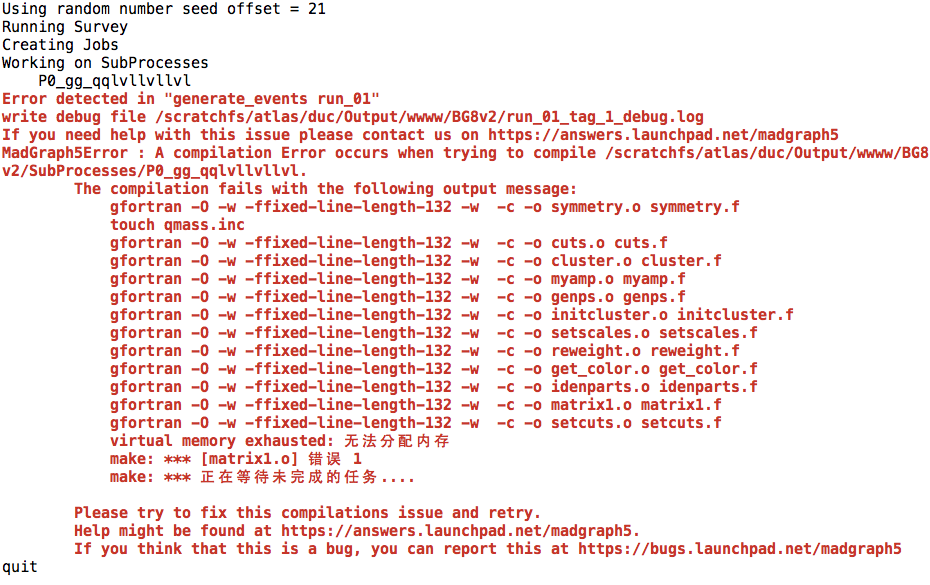 Using random number seed offset = 21
Running Survey
Creating Jobs
Working on SubProcesses
P0_gg_qqlvllvllvl
Error detected in "generate_events run_01"
write debug file /scratchfs/atlas/duc/Output/wwww/BG8v2/run_01_tag_1_debug.log
If you need help with this issue please contact us on https://answers.launchpad.net/madgraph5
MadGraph5Error : A compilation Error occurs when trying to compile /scratchfs/atlas/duc/Output/wwww/BG8
v2/SubProcesses/P0_gg_qqlvllvllvl.
The compilation fails with the following output message:
gfortran -O -w -ffixed-line-length-132 -w  -c -o symmetry.o symmetry.f
touch qmass.inc
gfortran -O -w -ffixed-line-length-132 -w  -c -o cuts.o cuts.f
gfortran -O -w -ffixed-line-length-132 -w  -c -o cluster.o cluster.f
gfortran -O -w -ffixed-line-length-132 -w  -c -o myamp.o myamp.f
gfortran -O -w -ffixed-line-length-132 -w  -c -o genps.o genps.f
gfortran -O -w -ffixed-line-length-132 -w  -c -o initcluster.o initcluster.f
gfortran -O -w -ffixed-line-length-132 -w  -c -o setscales.o setscales.f
gfortran -O -w -ffixed-line-length-132 -w  -c -o reweight.o reweight.f
gfortran -O -w -ffixed-line-length-132 -w  -c -o get_color.o get_color.f
gfortran -O -w -ffixed-line-length-132 -w  -c -o idenparts.o idenparts.f
gfortran -O -w -ffixed-line-length-132 -w  -c -o matrix1.o matrix1.f
gfortran -O -w -ffixed-line-length-132 -w  -c -o setcuts.o setcuts.f
virtual memory exhausted: 无法分配内存
make: *** [matrix1.o] 错误 1
make: *** 正在等待未完成的任务....
Please try to fix this compilations issue and retry.
Help might be found at https://answers.launchpad.net/madgraph5.
If you think that this is a bug, you can report this at https://bugs.launchpad.net/madgraph5
quit